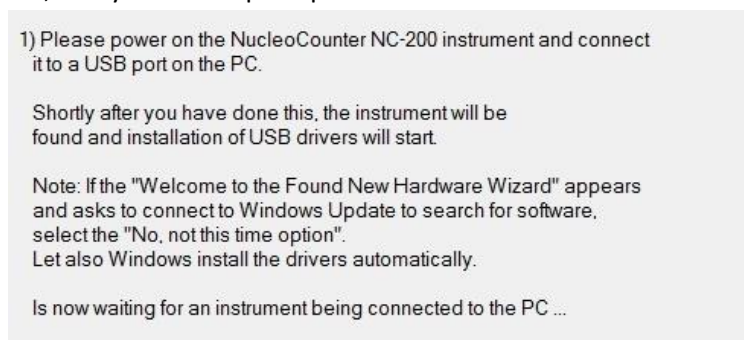 1) Please power on the NucleoCounter NC-200 instrument and connect
it to a USB port on the PC.
Shortly after you have done this, the instrument will be
found and installation of USB drivers will start.
Note: If the "Welcome to the Found New Hardware Wizard" appears
and asks to connect to Windows Update to search for software,
select the "No, not this time option".
Let also Windows install the drivers automatically.
Is now waiting for an instrument being connected to the PC ...